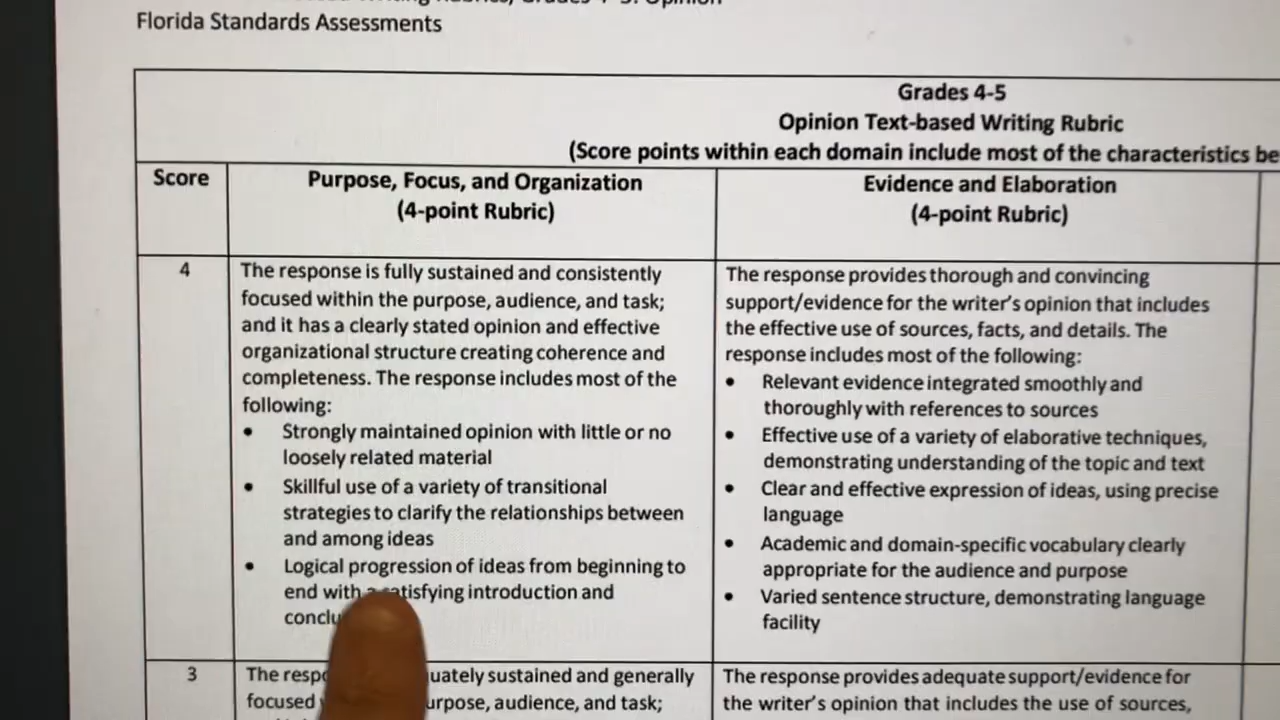 Florida Standards Assessments
Grades 4-5
Opinion Text-based Writing Rubric
(Score points within each domain include most of the characteristics
Score
Purpose, Focus, and Organization
(4-point Rubric)
Evidence and Elaboration
(4-point Rubric)
4
The response is fully sustained and consistently
focused within the purpose, audience, and task;
and it has a clearly stated opinion and effective
organizational structure creating coherence and
completeness. The response includes most of the
following:
• Strongly maintained opinion with little or no
loosely related material
• Skillful use of a variety of transitional
strategies to clarify the relationships between
and among ideas
• Logical progression of ideas from beginning to
end with a satisfying introduction and
The response provides thorough and convincing
support/evidence for the writer's opinion that includes
the effective use of sources, facts, and details. The
response includes most of the following:
• Relevant evidence integrated smoothly and
thoroughly with references to sources
• Effective use of a variety of elaborative techniques,
demonstrating understanding of the topic and text
• Clear and effective expression of ideas, using precise
language
• Academic and domain-specific vocabulary clearly
appropriate for the audience and purpose
• Varied sentence structure, demonstrating language
facility
3
The sustained and generally
focused audience, and task;
The response provides adequate support/evidence for
the writer's opinion that includes the use of sources,